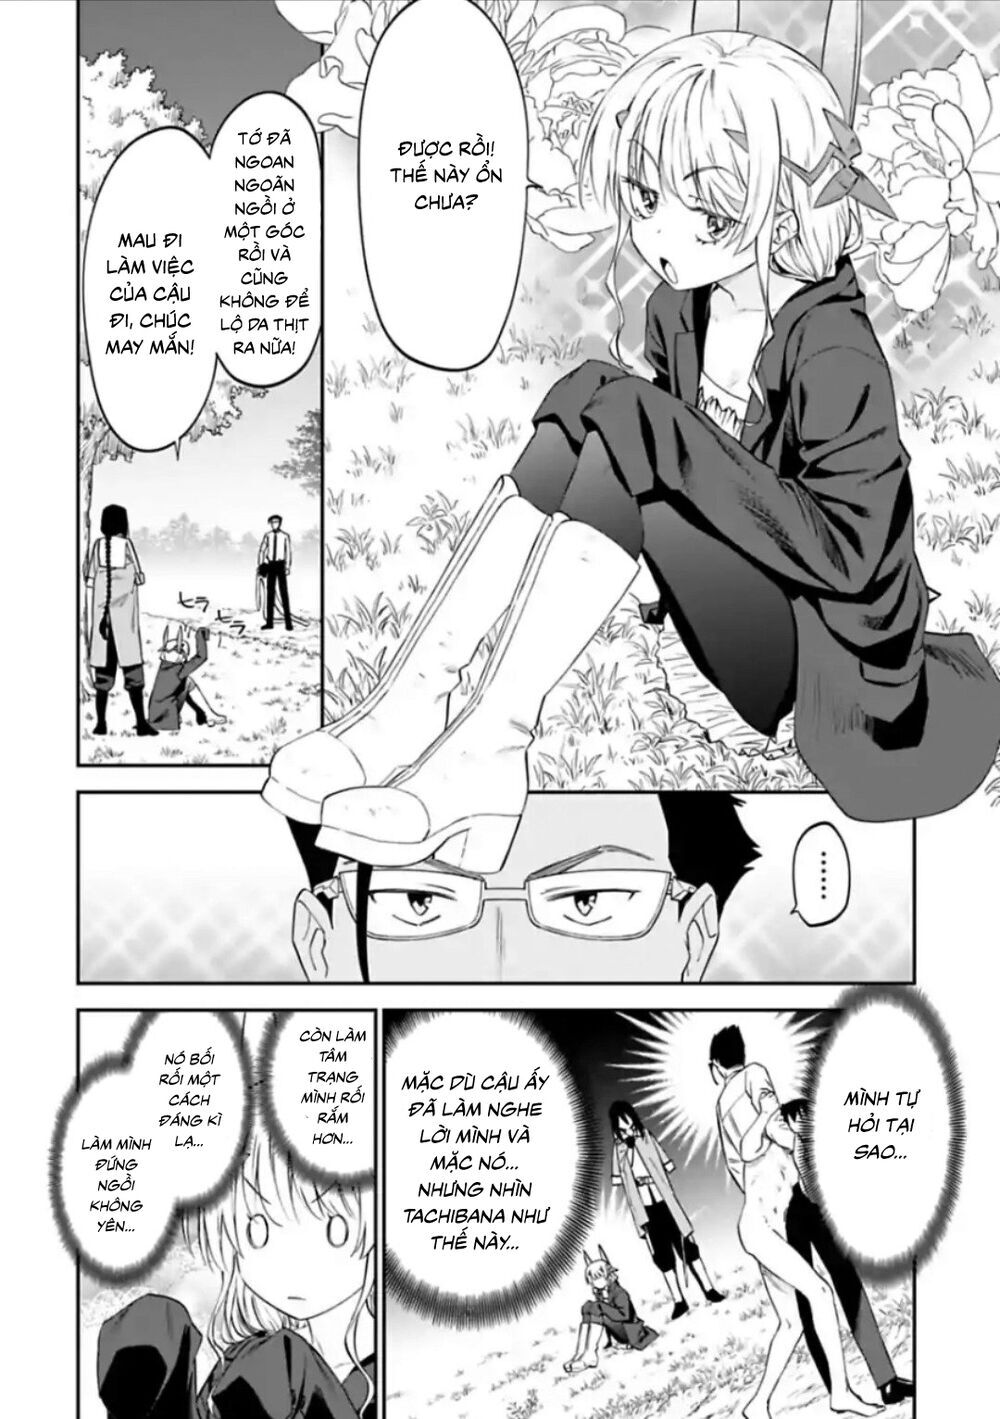 ĐƯỢC RỒI!
THẾ NÀY ỔN
CHƯA?
TỚ ĐÃ
NGOAN
NGOÃN
NGỒI Ở
MỘT GÓC
RỒI VÀ
CŨNG
KHÔNG ĐỂ
LỘ DA THỊT
RA NỮA!
MAU ĐI
LÀM VIỆC
CỦA CẬU
ĐI, CHÚC
MAY MẮN!
ヒラ
ヒラ
......
MÌNH TỰ
HỎI TẠI
SAO...
MẶC DÙ CẬU ẤY
ĐÃ LÀM NGHE
LỜI MÌNH VÀ
MẶC NÓ...
NHƯNG NHÌN
TACHIBANA NHƯ
THẾ NÀY...
CÒN LÀM
TÂM
TRẠNG
MÌNH RỐI
RẮM
HƠN...
NÓ BỐI
RỐI MỘT
CÁCH
ĐÁNG KÌ
LẠ...
LÀM MÌNH
ĐỨNG
NGỒI
KHÔNG
YÊN...